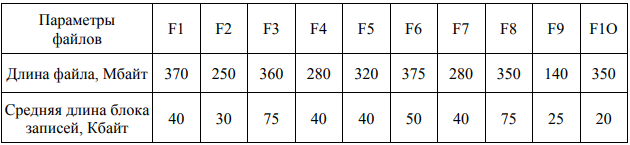 Параметры файлов F1 F2 F3 F4 F5 F6 F7 F8 F9 F1O
Длина файла, Мбайт 370 250 360 280 320 375 280 350 140 350
Средняя длина блока записей, Кбайт 40 30 75 40 40 50 40 75 25 20